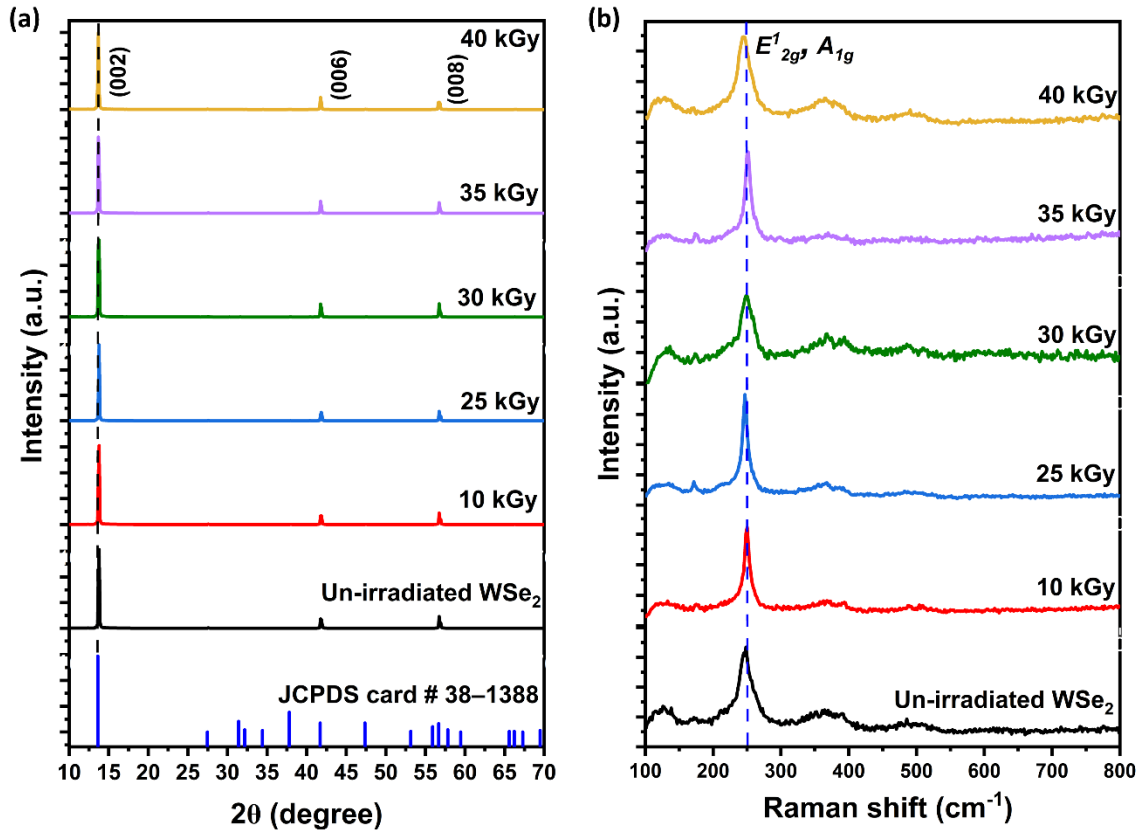 (a)
40 kGy
(002)
(006)
(008)
35 kGy
30 kGy
25 kGy
10 kGy
Un-irradiated WSe₂
JCPDS card # 38–1388
Intensity (a.u.)
10 15 20 25 30 35 40 45 50 55 60 65 70
2θ (degree)
(b)
E¹₂g, A₁g
40 kGy
35 kGy
30 kGy
25 kGy
10 kGy
Un-irradiated WSe₂
Intensity (a.u.)
100 200 300 400 500 600 700 800
Raman shift (cm⁻¹)